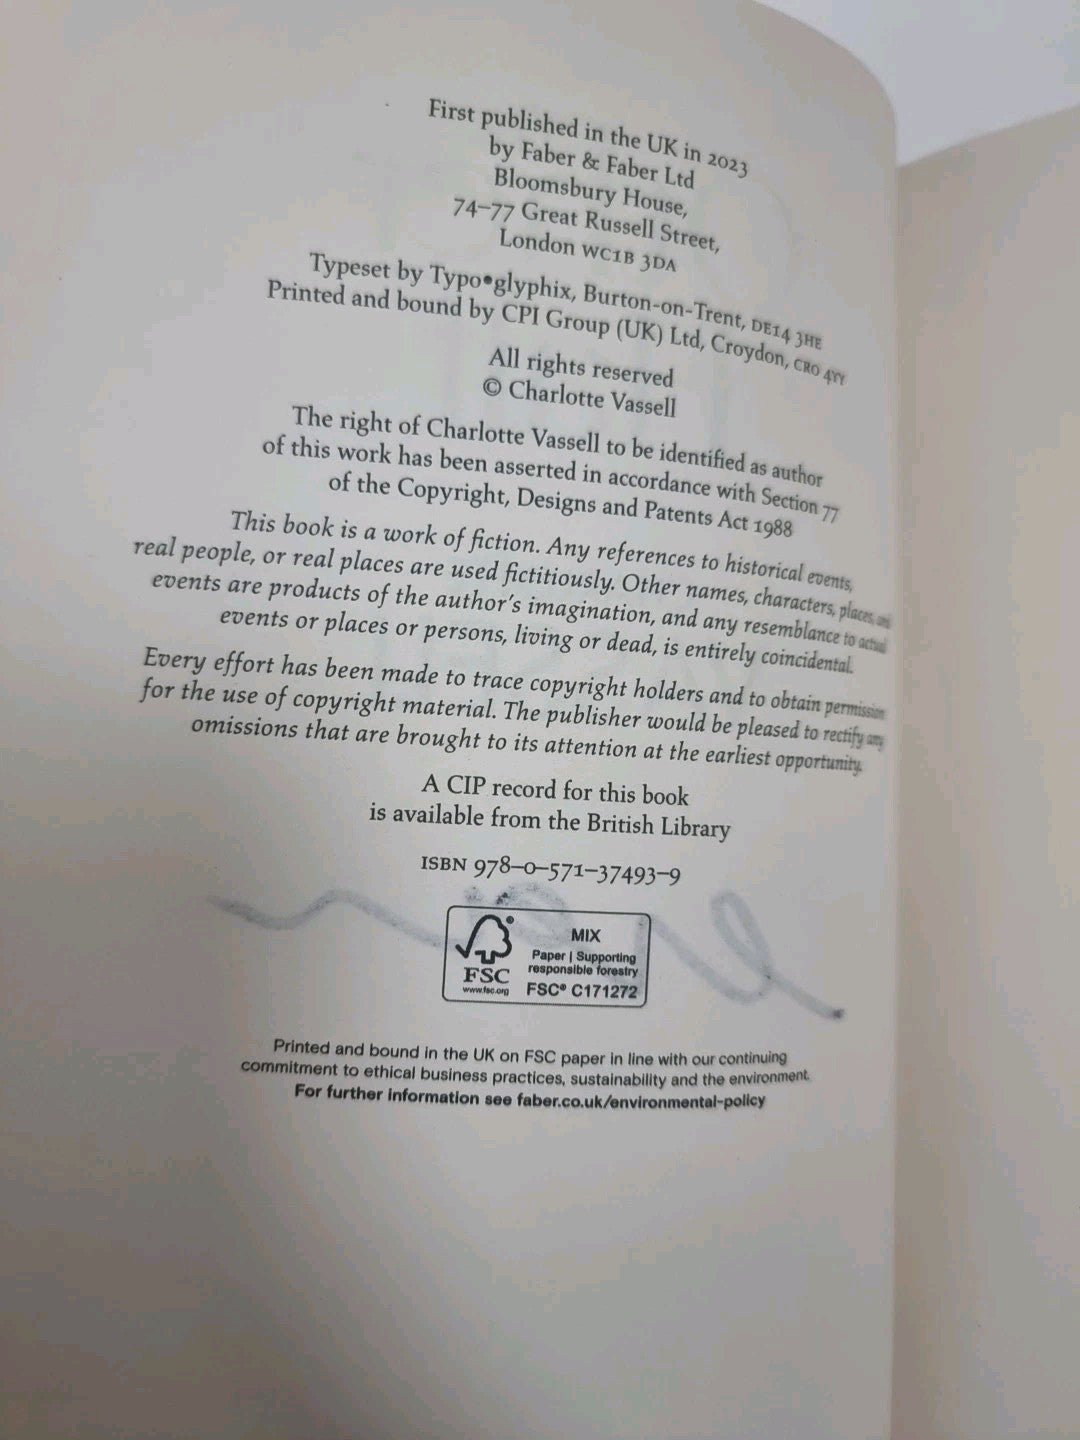 First published in the UK in 2023
by Faber & Faber Ltd
Bloomsbury House,
74–77 Great Russell Street,
London WC1B 3DA
Typeset by Typo•glyphix, Burton-on-Trent, DE14 3HE
Printed and bound by CPI Group (UK) Ltd, Croydon, CR0 4YY
All rights reserved
© Charlotte Vassell
The right of Charlotte Vassell to be identified as author
of this work has been asserted in accordance with Section 77
of the Copyright, Designs and Patents Act 1988
This book is a work of fiction. Any references to historical events,
real people, or real places are used fictitiously. Other names, characters, places, and
events are products of the author's imagination, and any resemblance to actual
events or places or persons, living or dead, is entirely coincidental.
Every effort has been made to trace copyright holders and to obtain permission
for the use of copyright material. The publisher would be pleased to rectify any
omissions that are brought to its attention at the earliest opportunity.
A CIP record for this book
is available from the British Library
ISBN 978–0–571–37493–9
FSC
www.fsc.org
MIX
Paper | Supporting
responsible forestry
FSC® C171272
Printed and bound in the UK on FSC paper in line with our continuing
commitment to ethical business practices, sustainability and the environment.
For further information see faber.co.uk/environmental-policy